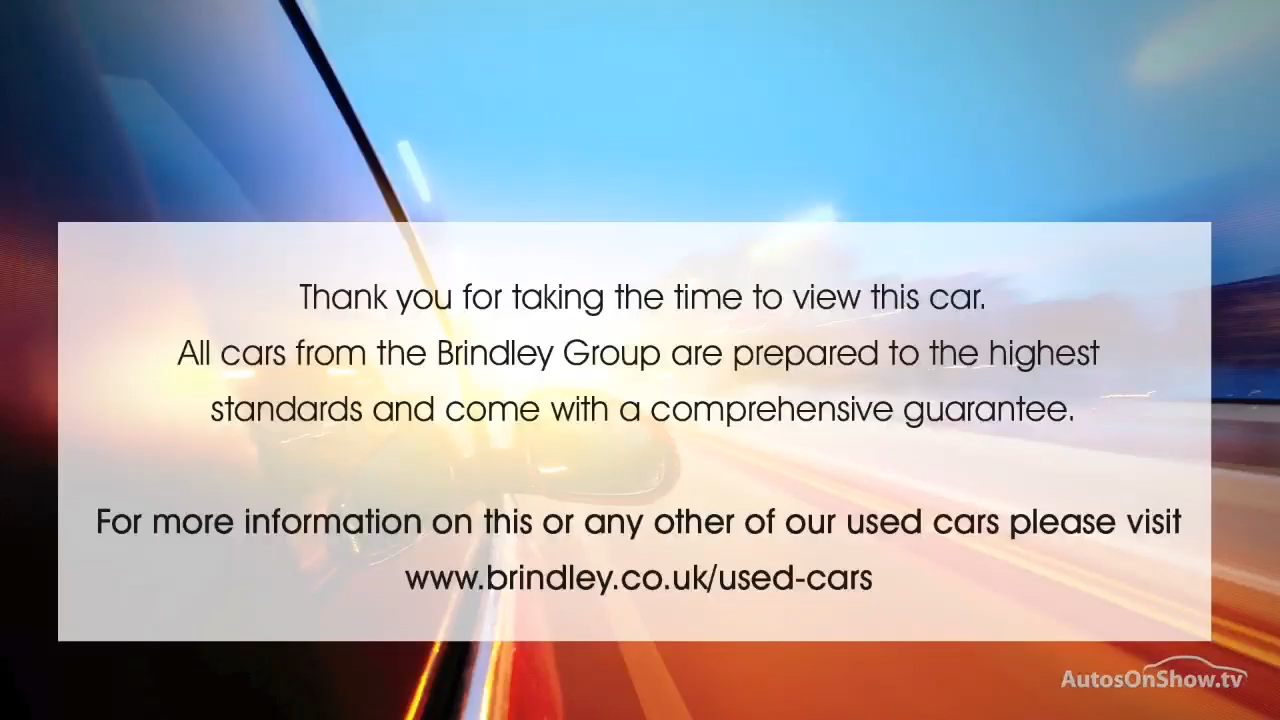 Thank you for taking the time to view this car.
All cars from the Brindley Group are prepared to the highest
standards and come with a comprehensive guarantee.
For more information on this or any other of our used cars please visit
www.brindley.co.uk/used-cars
AutosOnShow.tv